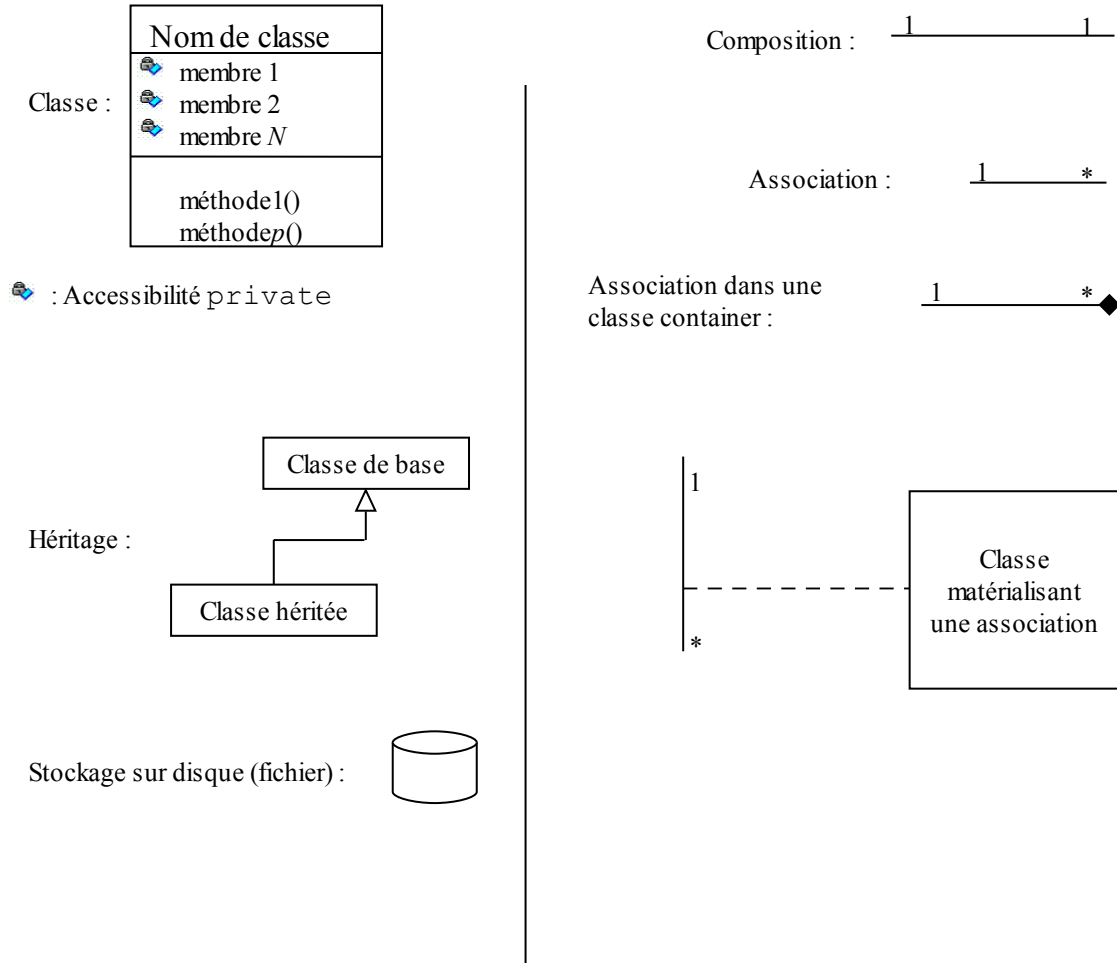 Nom de classe
membre 1
Classe :
membre 2
membre N
méthode1()
méthodep()
: Accessibilité private
Classe de base
Héritage :
Classe héritée
Stockage sur disque (fichier) :
Composition :
1 1
Association :
1 *
Association dans une
classe container :
1 *
1
Classe
matérialisant
une association
*